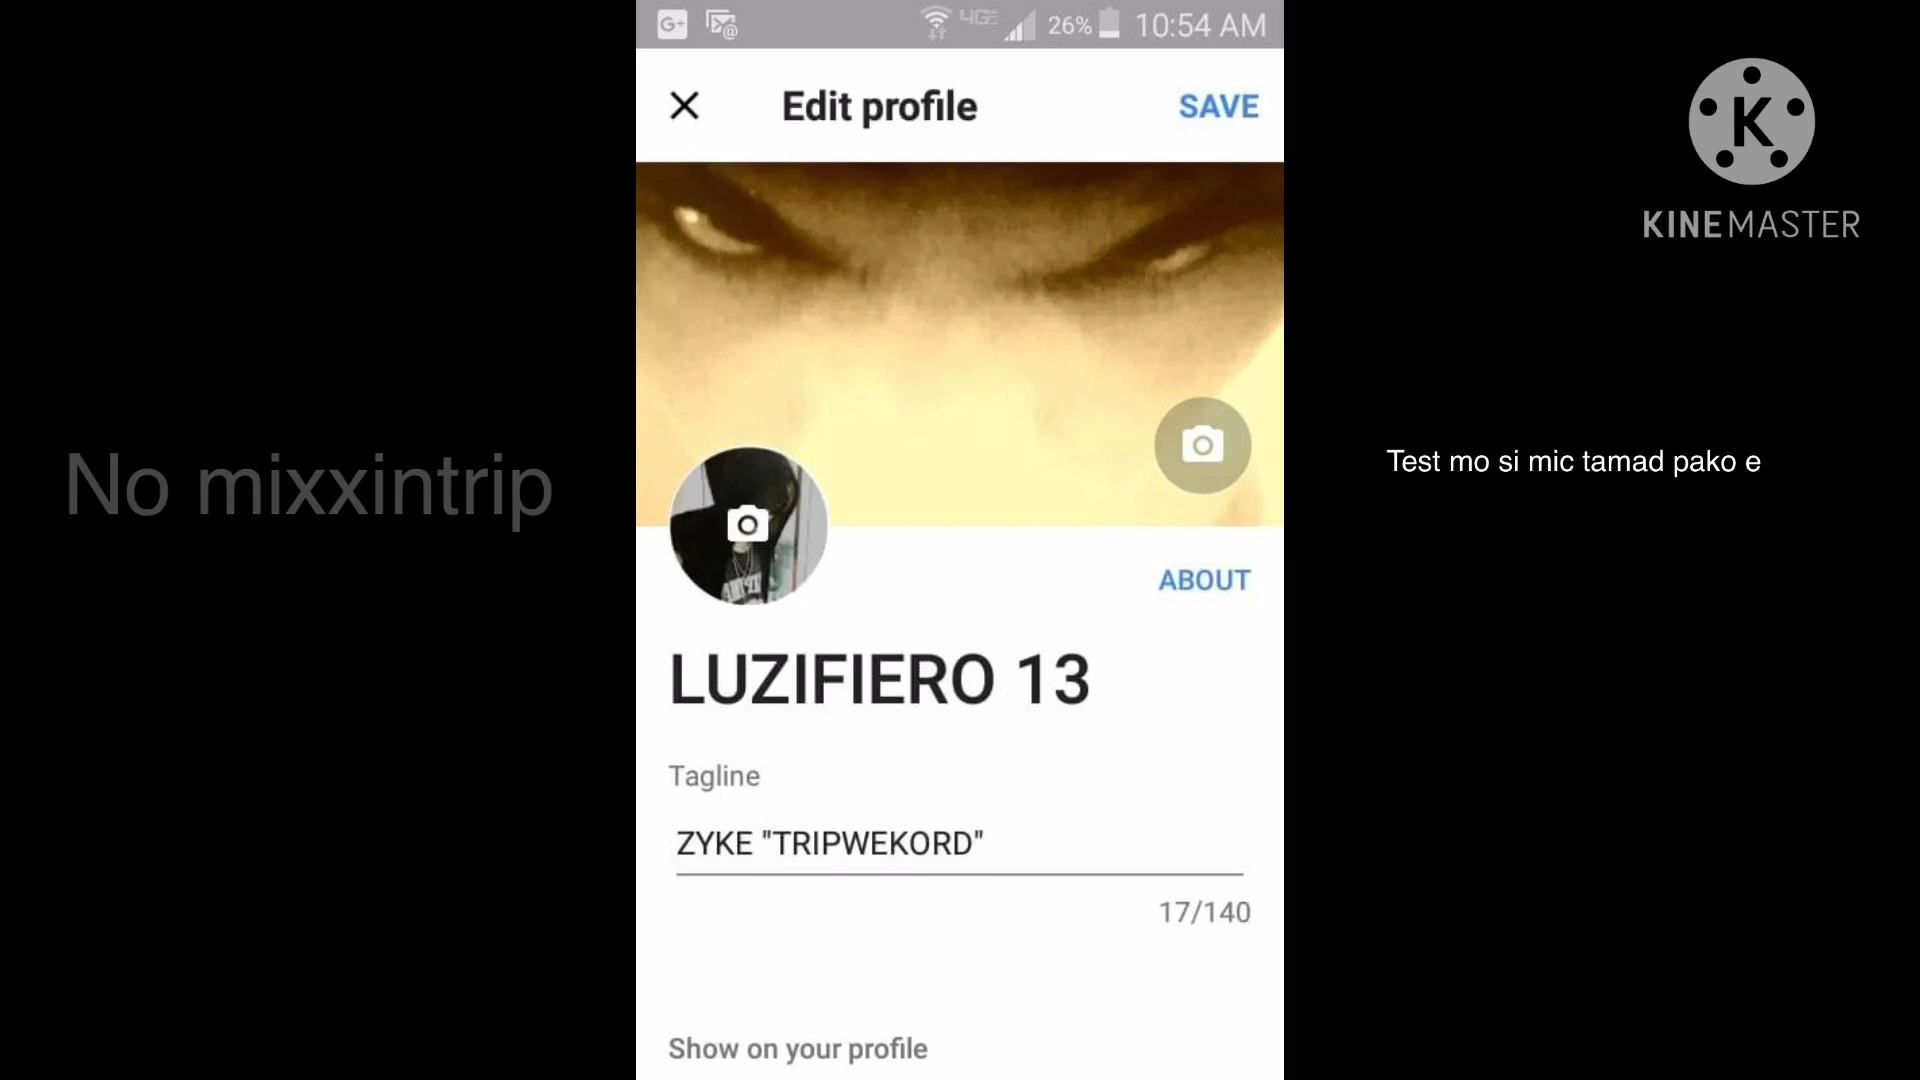 G+
4G
26%
10:54 AM
Edit profile
SAVE
K
KINEMASTER
No mixxintrip
Test mo si mic tamad pako e
ABOUT
LUZIFIERO 13
Tagline
ZYKE "TRIPWEKORD"
17/140
Show on your profile